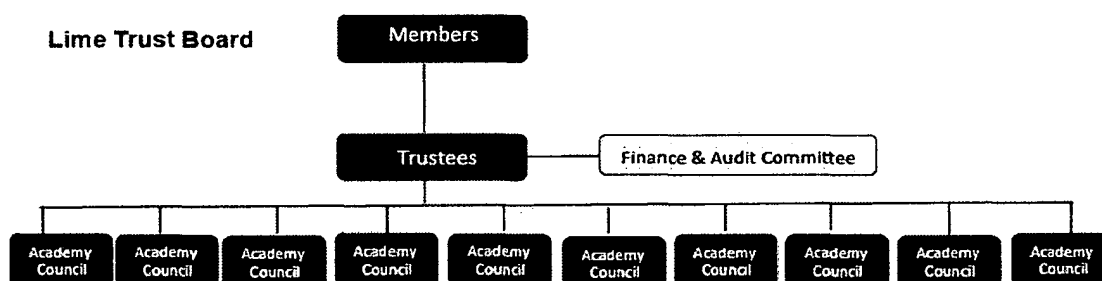 Lime Trust Board
Members
Trustees
Finance & Audit Committee
Academy
Council
Academy
Council
Academy
Council
Academy
Council
Academy
Council
Academy
Council
Academy
Council
Academy
Council
Academy
Council
Academy
Council